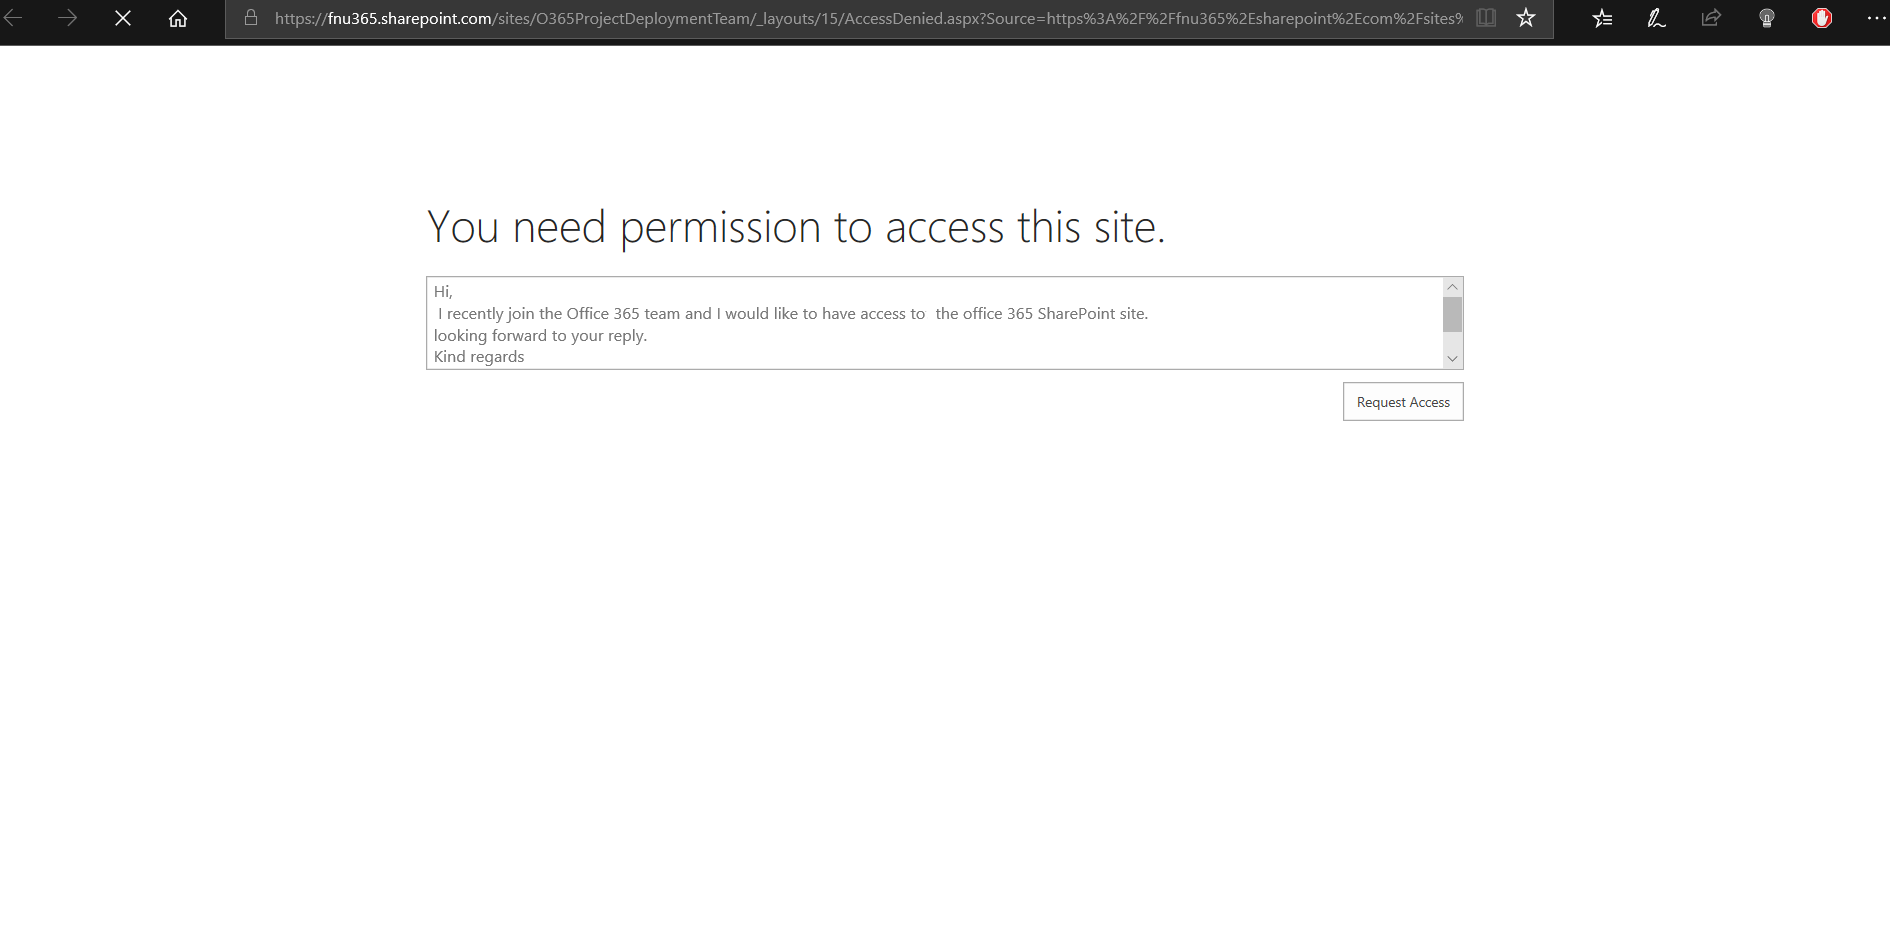 https://fnu365.sharepoint.com/sites/O365ProjectDeploymentTeam/_layouts/15/AccessDenied.aspx?Source=https%3A%2F%2Ffnu365%2Esharepoint%2Ecom%2Fsites%
You need permission to access this site.
Hi,
I recently join the Office 365 team and I would like to have access to  the office 365 SharePoint site.
looking forward to your reply.
Kind regards
Request Access